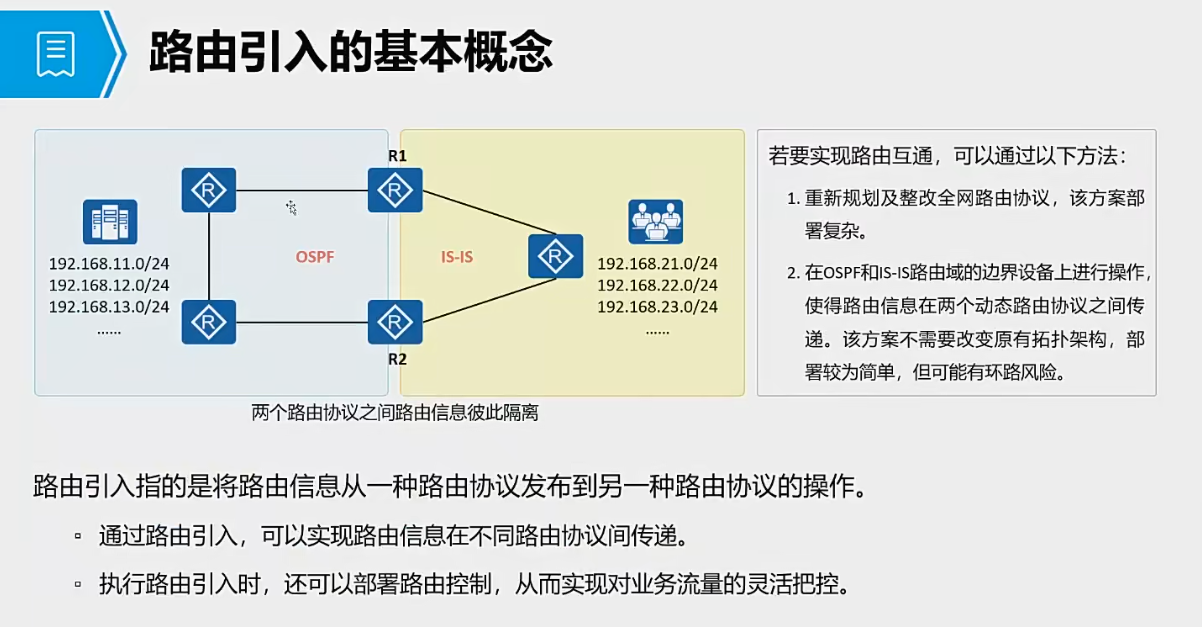 路由引入的基本概念
R1
R
R
OSPF
IS-IS
R
192.168.11.0/24
192.168.12.0/24
192.168.13.0/24
......
192.168.21.0/24
192.168.22.0/24
192.168.23.0/24
......
R
R
R2
两个路由协议之间路由信息彼此隔离
若要实现路由互通，可以通过以下方法：
1. 重新规划及整改全网路由协议，该方案部
署复杂。
2. 在OSPF和IS-IS路由域的边界设备上进行操作，
使得路由信息在两个动态路由协议之间传
递。该方案不需要改变原有拓扑架构，部
署较为简单，但可能有环路风险。
路由引入指的是将路由信息从一种路由协议发布到另一种路由协议的操作。
▫ 通过路由引入，可以实现路由信息在不同路由协议间传递。
▫ 执行路由引入时，还可以部署路由控制，从而实现对业务流量的灵活把控。